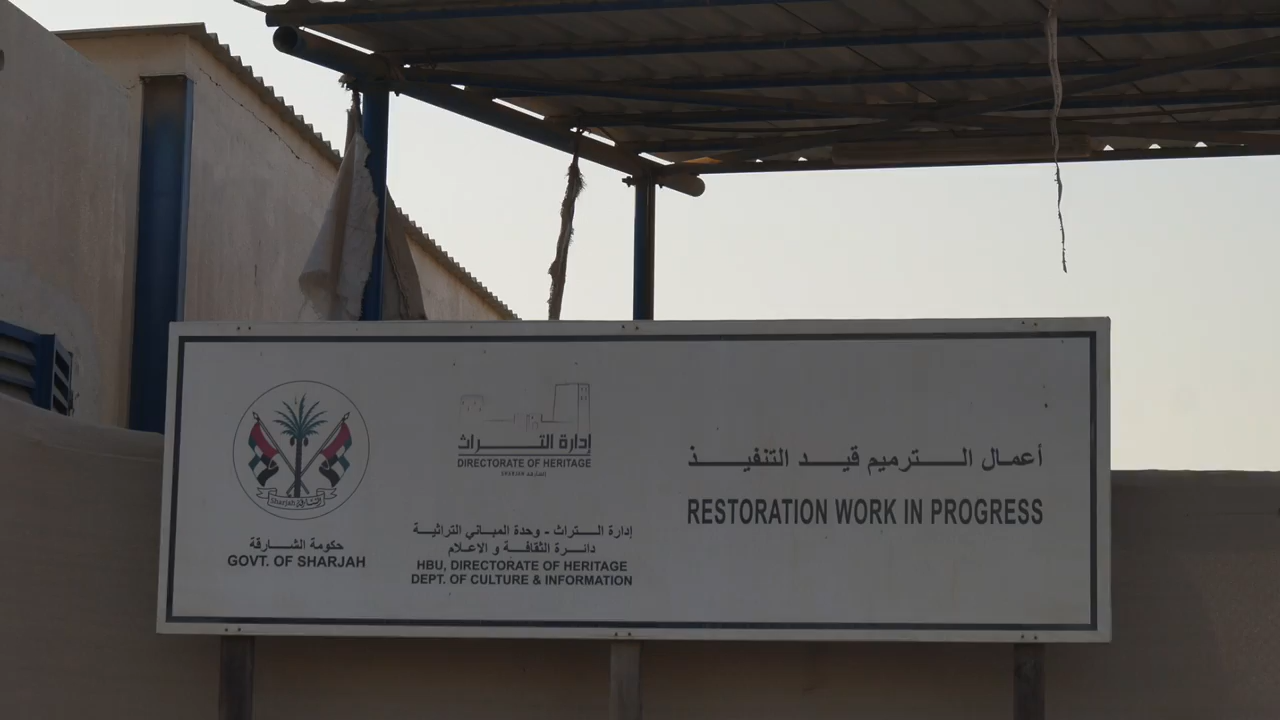 Sharjah الشارقة
حكومة الشارقة
GOVT. OF SHARJAH
إدارة التراث
DIRECTORATE OF HERITAGE
إدارة التراث - وحدة المباني التراثية
دائرة الثقافة و الاعلام
HBU, DIRECTORATE OF HERITAGE
DEPT. OF CULTURE & INFORMATION
أعمال الترميم قيد التنفيذ
RESTORATION WORK IN PROGRESS